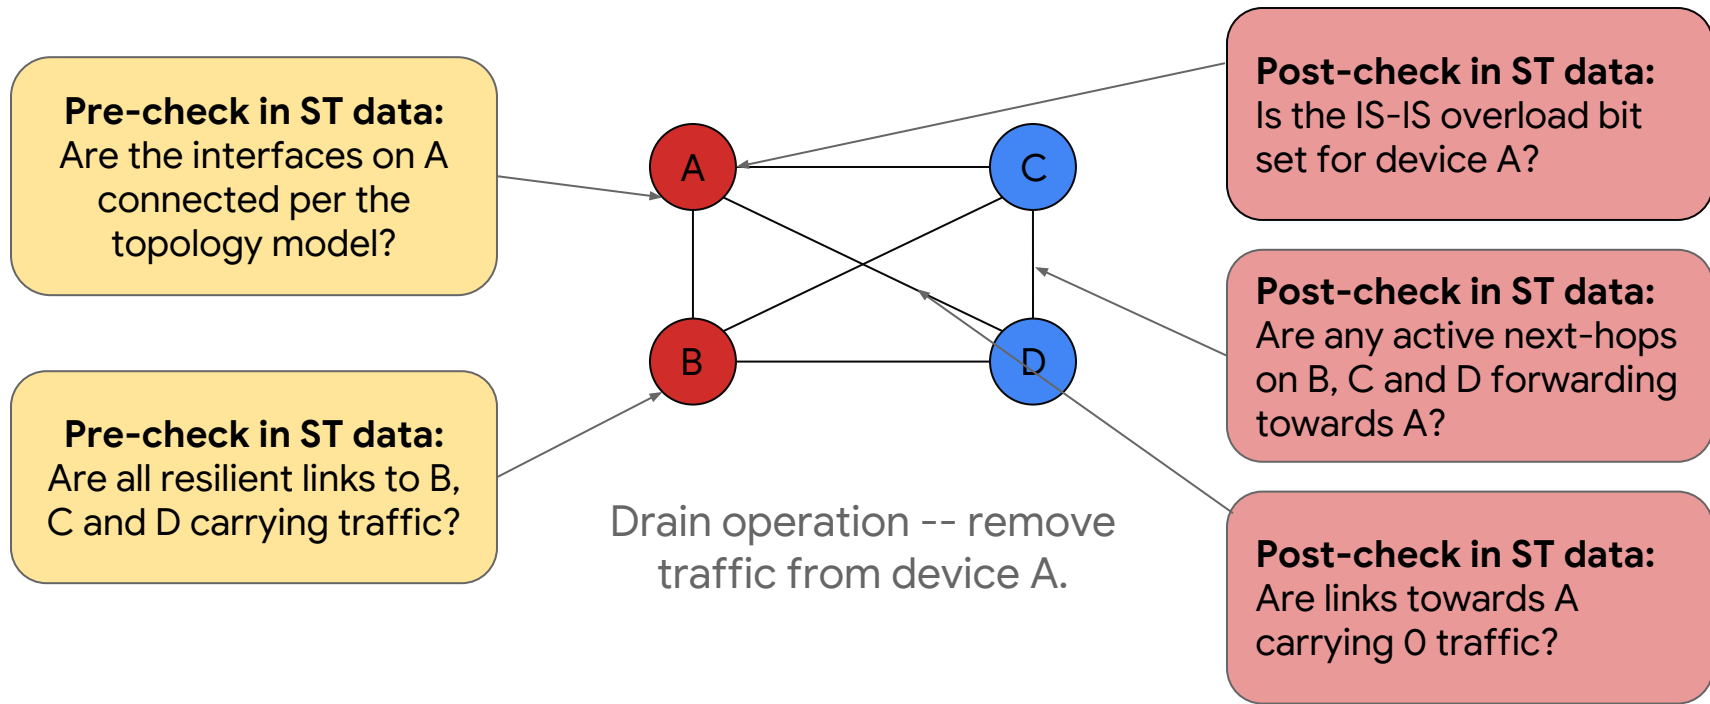 Pre-check in ST data:
Are the interfaces on A
connected per the
topology model?
Pre-check in ST data:
Are all resilient links to B,
C and D carrying traffic?
A
C
B
D
Drain operation -- remove
traffic from device A.
Post-check in ST data:
Is the IS-IS overload bit
set for device A?
Post-check in ST data:
Are any active next-hops
on B, C and D forwarding
towards A?
Post-check in ST data:
Are links towards A
carrying 0 traffic?